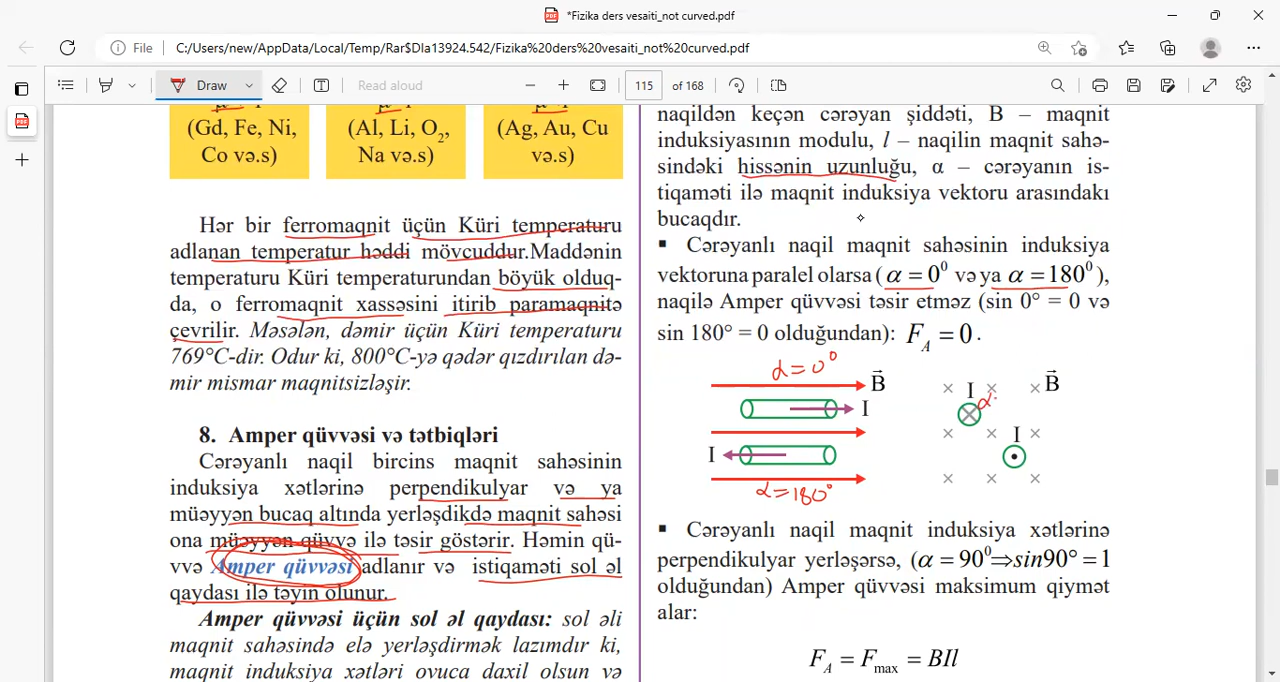 *Fizika ders vesaiti_not curved.pdf
File
C:/Users/new/AppData/Local/Temp/Rar$DIa13924.542/Fizika%20ders%20vesaiti_not%20curved.pdf
Draw
Read aloud
115 of 168
(Gd, Fe, Ni,
Co və.s)
(Al, Li, O2,
Na və.s)
(Ag, Au, Cu
və.s)
Hər bir ferromaqnit üçün Küri temperaturu
adlanan temperatur həddi mövcuddur.Maddənin
temperaturu Küri temperaturundan böyük olduq-
da, o ferromaqnit xassəsini itirib paramaqnitə
çevrilir. Məsələn, dəmir üçün Küri temperaturu
769°C-dir. Odur ki, 800°C-yə qədər qızdırılan də-
mir mismar maqnitsizləşir.
8. Amper qüvvəsi və tətbiqləri
Cərəyanlı naqil bircins maqnit sahəsinin
induksiya xətlərinə perpendikulyar və ya
müəyyən bucaq altında yerləşdikdə maqnit sahəsi
ona müəyyən qüvvə ilə təsir göstərir. Həmin qü-
vvə Amper qüvvəsi adlanır və istiqaməti sol əl
qaydası ilə təyin olunur.
Amper qüvvəsi üçün sol əl qaydası: sol əli
maqnit sahəsində elə yerləşdirmək lazımdır ki,
maqnit induksiya xətləri ovuca daxil olsun və
naqildən keçən cərəyan şiddəti, B – maqnit
induksiyasının modulu, l – naqilin maqnit sahə-
sindəki hissənin uzunluğu, α – cərəyanın is-
tiqaməti ilə maqnit induksiya vektoru arasındakı
bucaqdır.
▪ Cərəyanlı naqil maqnit sahəsinin induksiya
vektoruna paralel olarsa (α = 0⁰ və ya α = 180⁰),
naqilə Amper qüvvəsi təsir etməz (sin 0° = 0 və
sin 180° = 0 olduğundan): F_A = 0.
α = 0°
B⃗
I
I
α = 180°
I
B⃗
α
I
▪ Cərəyanlı naqil maqnit induksiya xətlərinə
perpendikulyar yerləşərsə, (α = 90⁰⇒sin90° = 1
olduğundan) Amper qüvvəsi maksimum qiymət
alar:
F_A = F_max = BIl